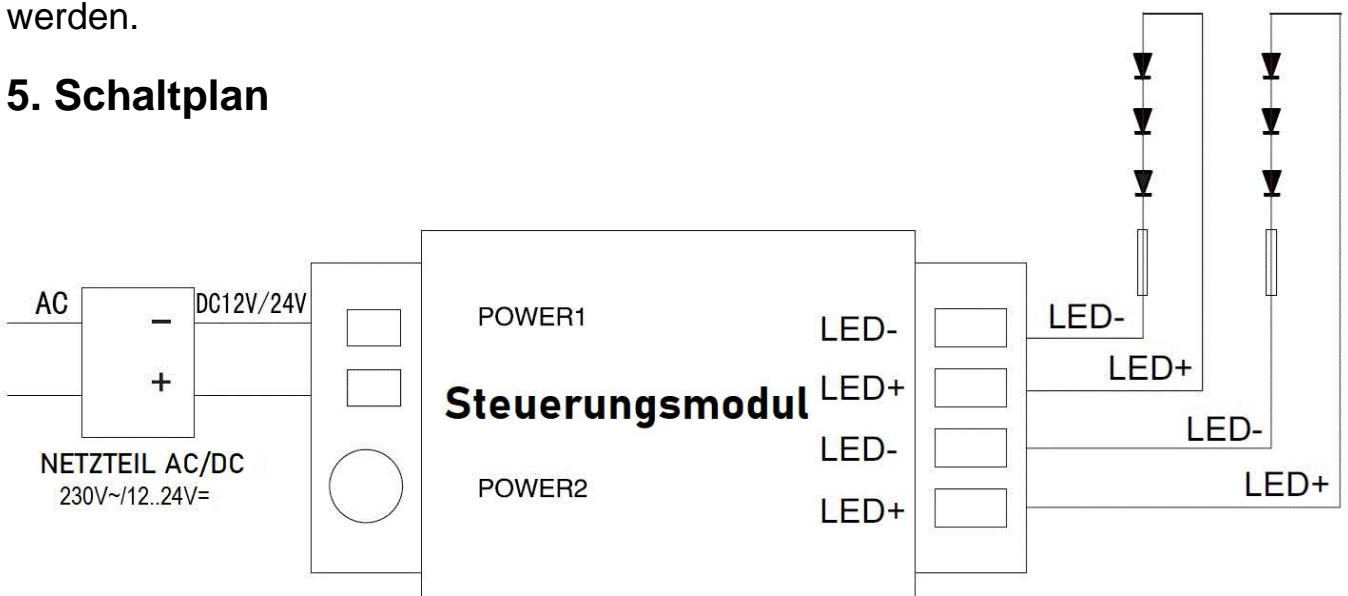 werden.
5. Schaltplan
AC
−
DC12V/24V
+
NETZTEIL AC/DC
230V~/12..24V=
POWER1
Steuerungsmodul
POWER2
LED-
LED+
LED-
LED+
LED-
LED+
LED-
LED+